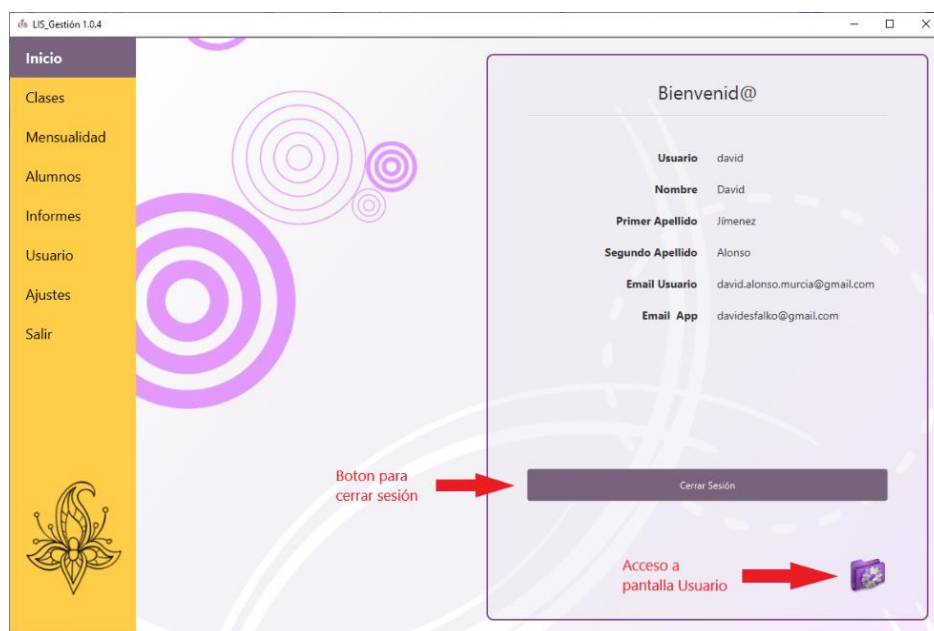 LIS_Gestión 1.0.4
Inicio
Clases
Mensualidad
Alumnos
Informes
Usuario
Ajustes
Salir
Bienvenid@
Usuario david
Nombre David
Primer Apellido Jímenez
Segundo Apellido Alonso
Email Usuario david.alonso.murcia@gmail.com
Email App davidesfalko@gmail.com
Boton para
cerrar sesión
Cerrar Sesión
Acceso a
pantalla Usuario